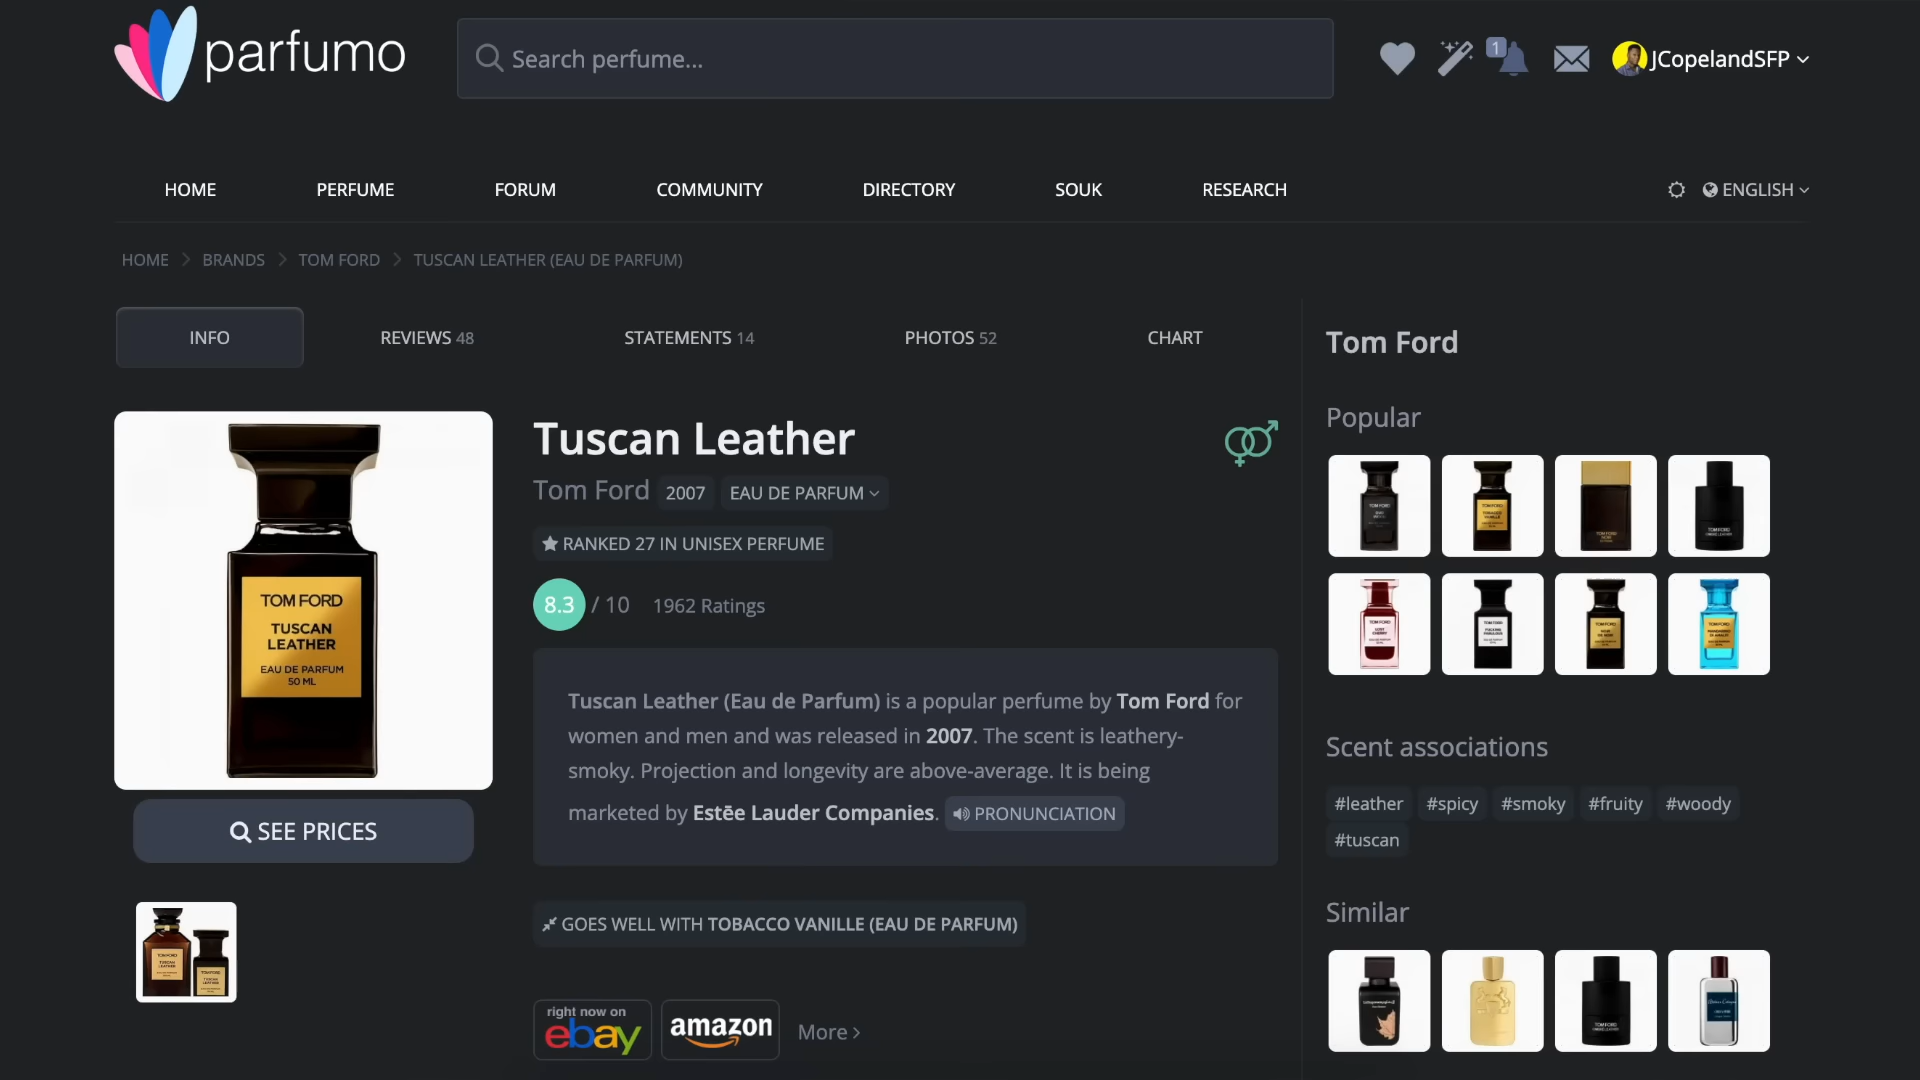 parfumo
Search perfume...
1
JCopelandSFP
HOME
PERFUME
FORUM
COMMUNITY
DIRECTORY
SOUK
RESEARCH
ENGLISH
HOME
BRANDS
TOM FORD
TUSCAN LEATHER (EAU DE PARFUM)
INFO
REVIEWS 48
STATEMENTS 14
PHOTOS 52
CHART
TOM FORD
TUSCAN
LEATHER
EAU DE PARFUM
50 ML
SEE PRICES
Tuscan Leather
Tom Ford 2007 EAU DE PARFUM
RANKED 27 IN UNISEX PERFUME
8.3 / 10 1962 Ratings
Tuscan Leather (Eau de Parfum) is a popular perfume by Tom Ford for
women and men and was released in 2007. The scent is leathery-
smoky. Projection and longevity are above-average. It is being
marketed by Estēe Lauder Companies. PRONUNCIATION
GOES WELL WITH TOBACCO VANILLE (EAU DE PARFUM)
right now on
ebay
amazon
More
Tom Ford
Popular
Scent associations
#leather #spicy #smoky #fruity #woody
#tuscan
Similar